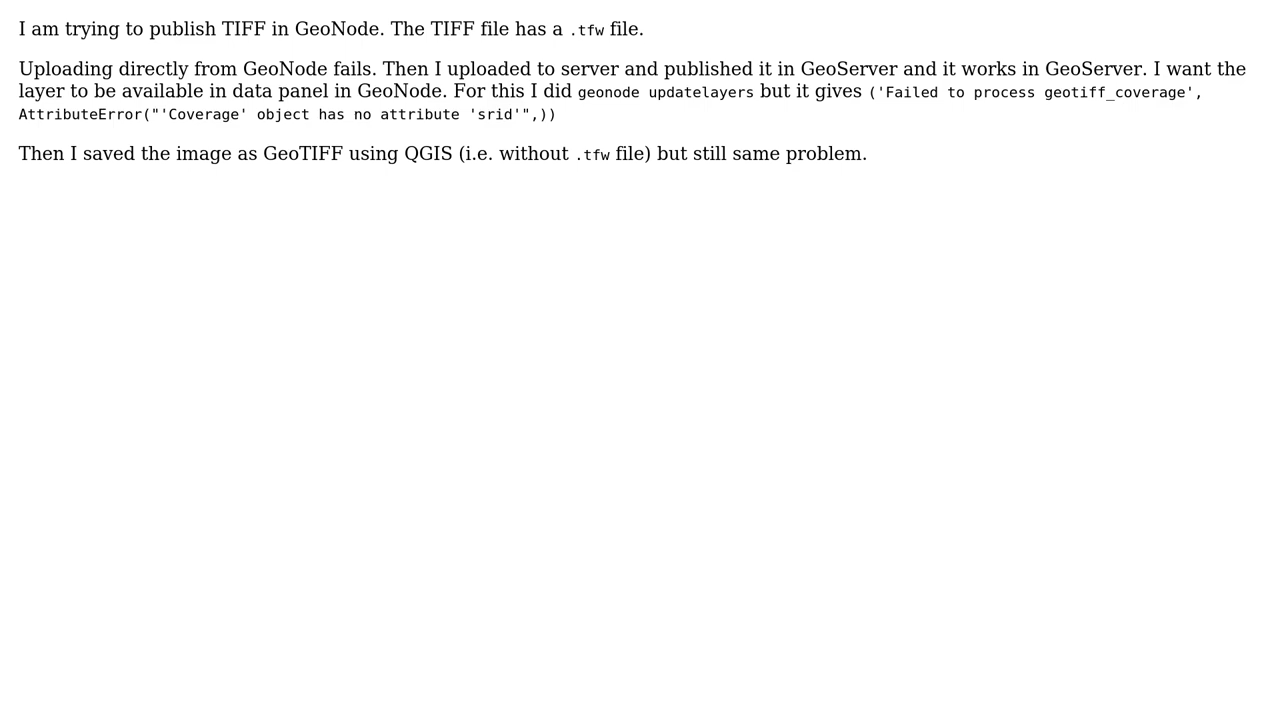 I am trying to publish TIFF in GeoNode. The TIFF file has a .tfw file.
Uploading directly from GeoNode fails. Then I uploaded to server and published it in GeoServer and it works in GeoServer. I want the
layer to be available in data panel in GeoNode. For this I did geonode updatelayers but it gives ('Failed to process geotiff_coverage',
AttributeError("'Coverage' object has no attribute 'srid'",))
Then I saved the image as GeoTIFF using QGIS (i.e. without .tfw file) but still same problem.